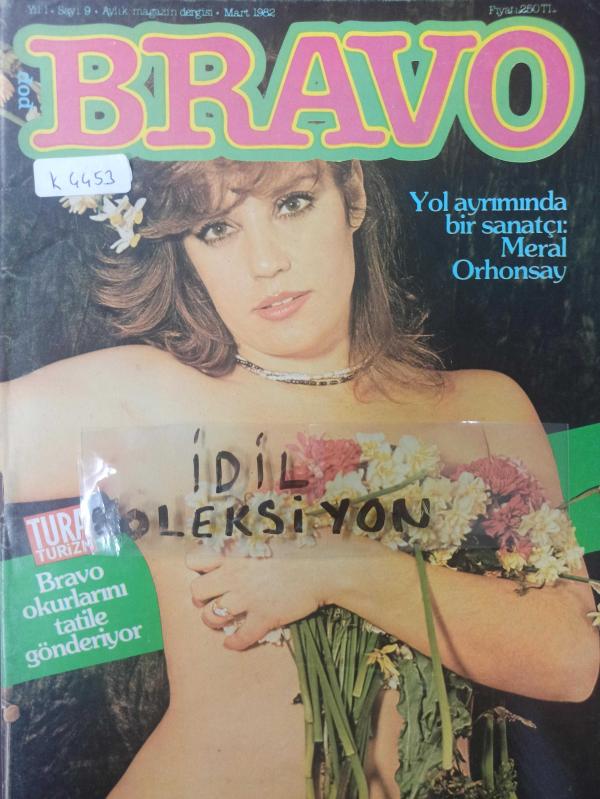 Yıl 1 • Sayı 9 • Aylık magazin dergisi • Mart 1982
Fiyatı: 250 TL.
pop
BRAVO
K 4453
Yol ayrımında
bir sanatçı:
Meral
Orhonsay
İDİL
KOLEKSİYON
TURA
TURİZM
Bravo
okurlarını
tatile
gönderiyor